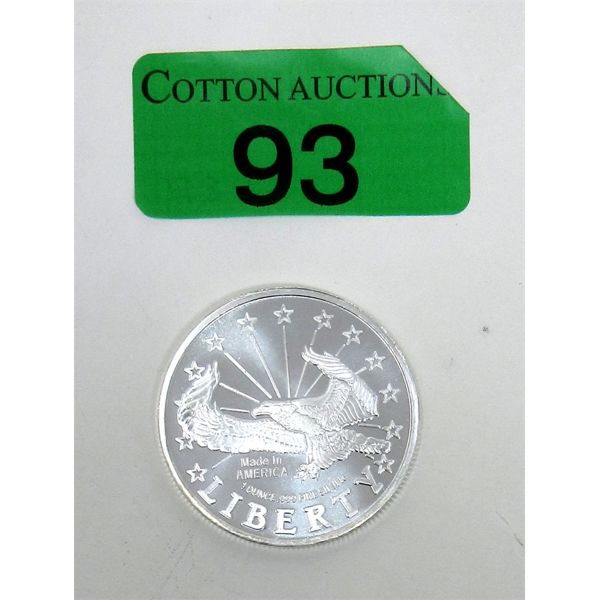 COTTON AUCTIONS
93
Made in
AMERICA
1 OUNCE .999 FINE SILVER
LIBERTY